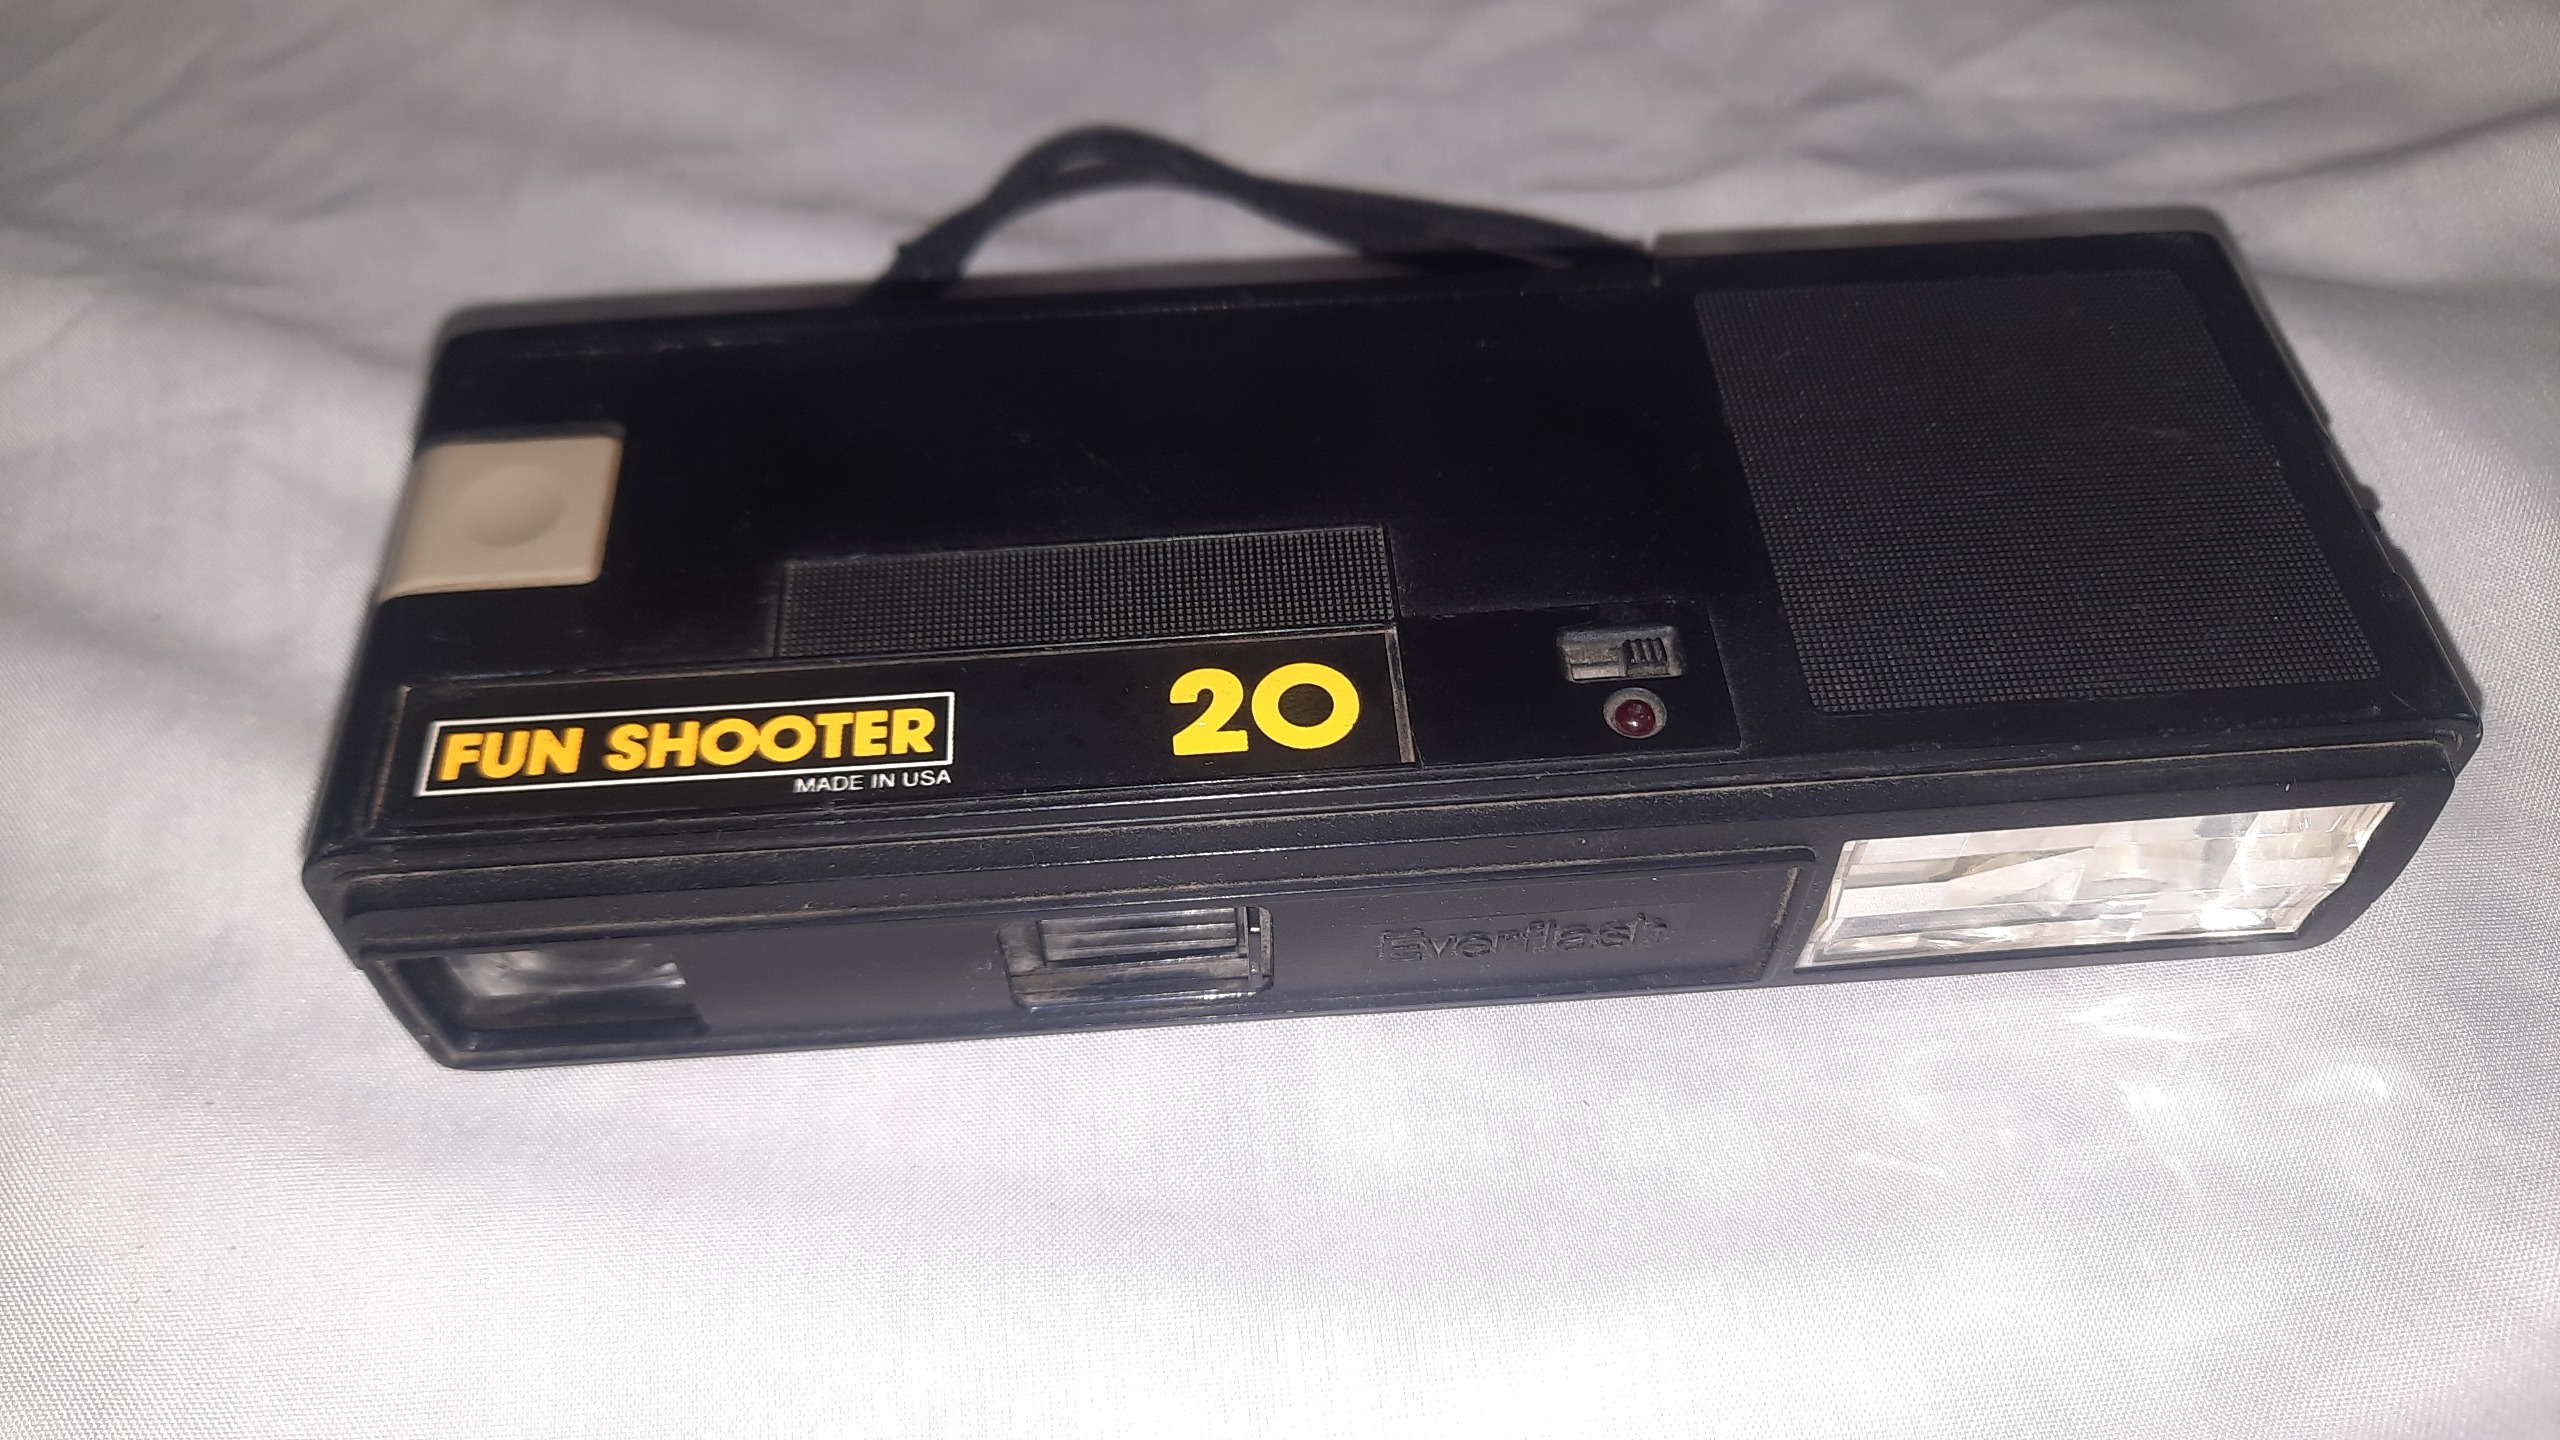 FUN SHOOTER
MADE IN USA
20
Everflash